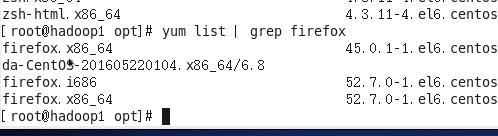 zsh-html.x86_64 4.3.11-4.el6.centos
[root@hadoop1 opt]# yum list | grep firefox
firefox.x86_64 45.0.1-1.el6.centos
da-CentOS-201605220104.x86_64/6.8
firefox.i686 52.7.0-1.el6.centos
firefox.x86_64 52.7.0-1.el6.centos
[root@hadoop1 opt]#